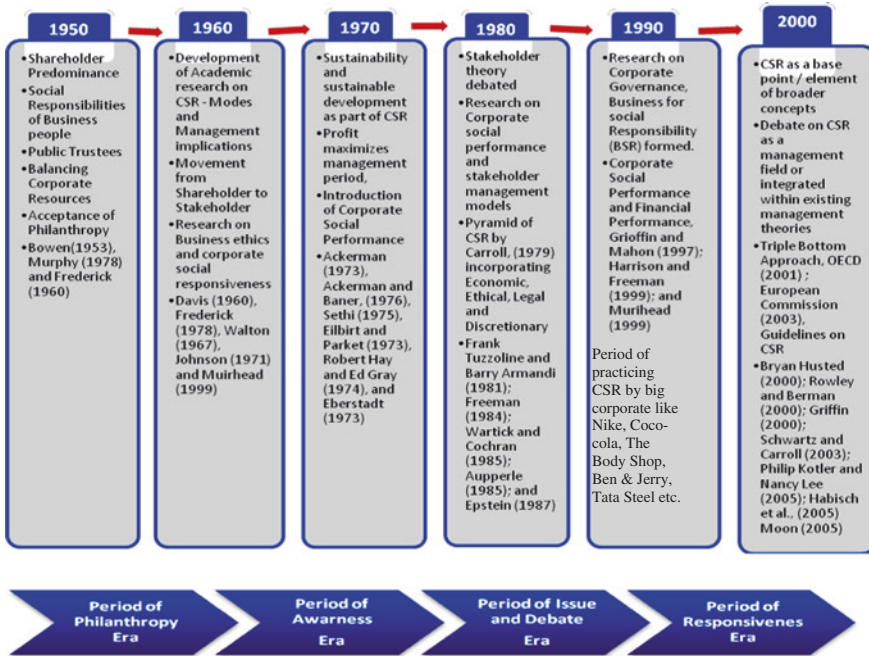 1950
•Shareholder
Predominance
•Social
Responsibilities
of Business
people
•Public Trustees
•Balancing
Corporate
Resources
•Acceptance of
Philanthropy
•Bowen(1953),
Murphy (1978)
and Frederick
(1960)
1960
•Development
of Academic
research on
CSR - Modes
and
Management
implications
•Movement
from
Shareholder to
Stakeholder
•Research on
Business ethics
and corporate
social
responsiveness
•Davis (1960),
Frederick
(1978), Walton
(1967),
Johnson (1971)
and Muirhead
(1999)
1970
•Sustainability
and
sustainable
development
as part of CSR
•Profit
maximizes
management
period,
•Introduction of
Corporate
Social
Performance
•Ackerman
(1973),
Ackerman and
Baner, (1976),
Sethi (1975),
Eilbirt and
Parket (1973),
Robert Hay
and Ed Gray
(1974), and
Eberstadt
(1973)
1980
•Stakeholder
theory
debated
•Research on
Corporate
social
performance
and
stakeholder
management
models
•Pyramid of
CSR by
Carroll, (1979)
incorporating
Economic,
Ethical, Legal
and
Discretionary
•Frank
Tuzzoline and
Barry Armandi
(1981);
Freeman
(1984);
Wartick and
Cochran
(1985);
Aupperle
(1985); and
Epstein (1987)
1990
•Research on
Corporate
Governance,
Business for
social
Responsibility
(BSR) formed.
•Corporate
Social
Performance
and Financial
Performance,
Grioffin and
Mahon (1997);
Harrison and
Freeman
(1999); and
Murihead
(1999)
Period of
practicing
CSR by big
corporate like
Nike, Coco-
cola, The
Body Shop,
Ben & Jerry,
Tata Steel etc.
2000
•CSR as a base
point / element
of broader
concepts
•Debate on CSR
as a
management
field or
integrated
within existing
management
theories
•Triple Bottom
Approach, OECD
(2001) ;
European
Commission
(2003),
Guidelines on
CSR
•Bryan Husted
(2000); Rowley
and Berman
(2000); Griffin
(2000);
Schwartz and
Carroll (2003);
Philip Kotler and
Nancy Lee
(2005); Habisch
et al., (2005)
Moon (2005)
Period of
Philanthropy
Era
Period of
Awarness
Era
Period of Issue
and Debate
Era
Period of
Responsivenes
Era